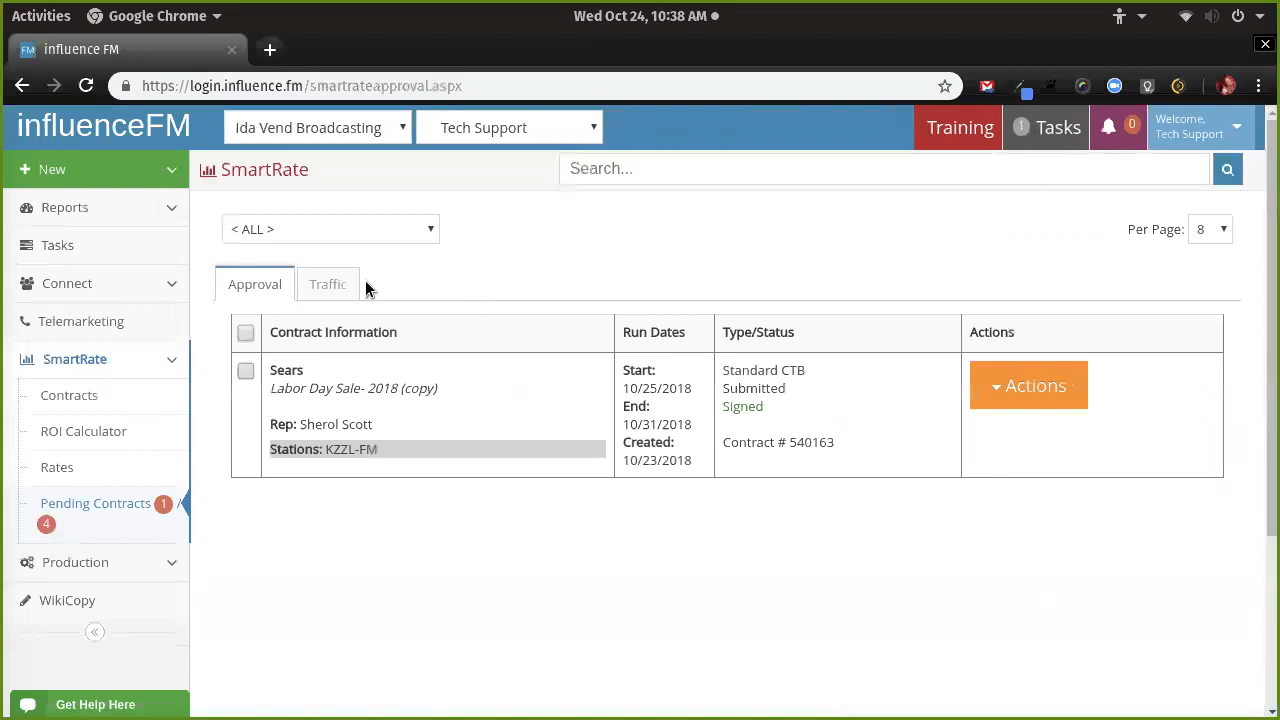 Activities Google Chrome Wed Oct 24, 10:38 AM
FM influence FM
https://login.influence.fm/smartrateapproval.aspx
influenceFM Ida Vend Broadcasting Tech Support Training 1 Tasks 0 Welcome, Tech Support
New
SmartRate Search...
Reports
Tasks
Connect
Telemarketing
SmartRate
Contracts
ROI Calculator
Rates
Pending Contracts 1 /
4
Production
WikiCopy
Get Help Here
< ALL > Per Page: 8
Approval Traffic
Contract Information Run Dates Type/Status Actions
Sears
Labor Day Sale- 2018 (copy)
Rep: Sherol Scott
Stations: KZZL-FM
Start:
10/25/2018
End:
10/31/2018
Created:
10/23/2018
Standard CTB
Submitted
Signed
Contract # 540163
Actions